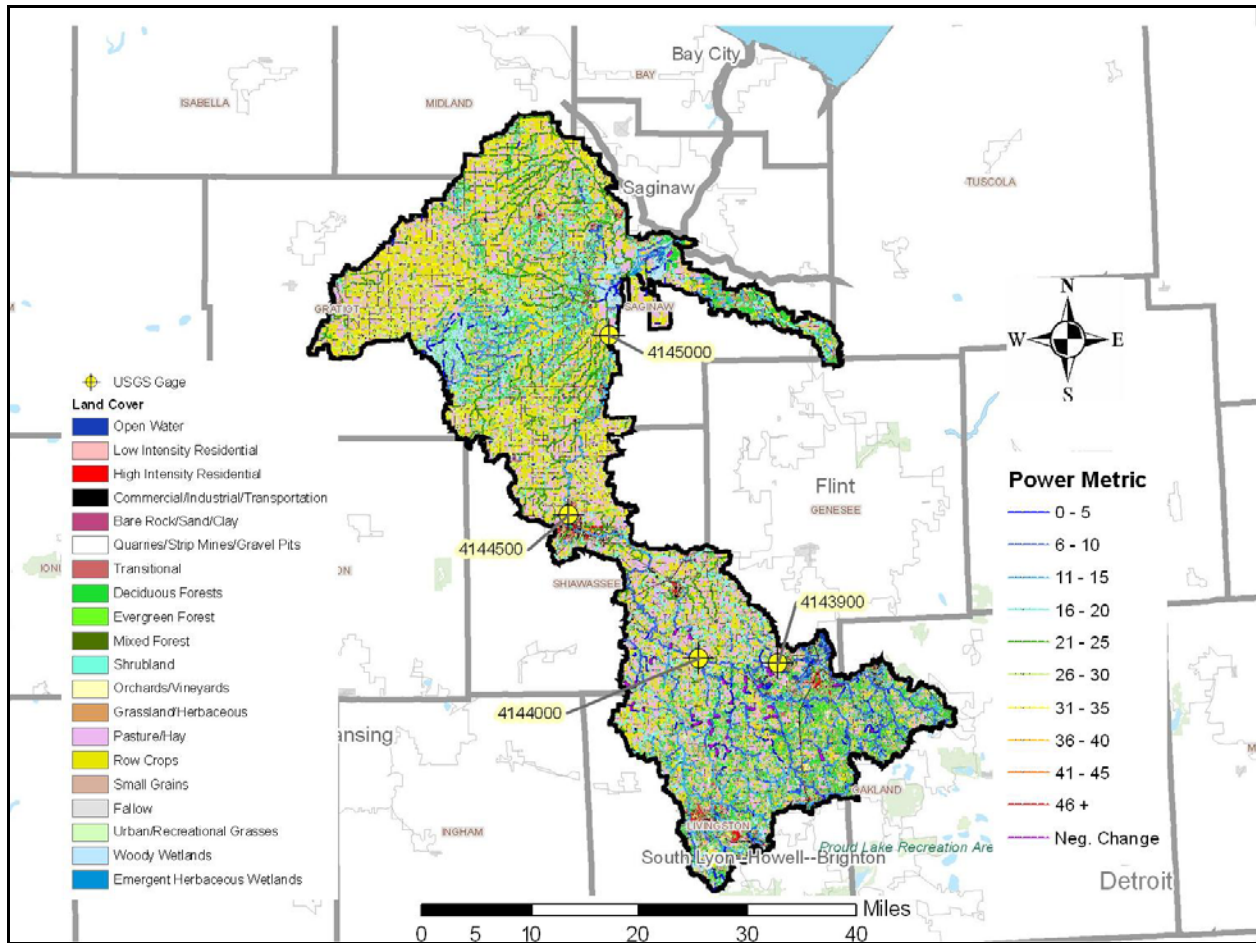 Bay City
BAY
ISABELLA
MIDLAND
TUSCOLA
Saginaw
GRATIOT
SAGINAW
4145000
N
W
E
S
USGS Gage
Land Cover
Open Water
Low Intensity Residential
High Intensity Residential
Commercial/Industrial/Transportation
Bare Rock/Sand/Clay
Quarries/Strip Mines/Gravel Pits
Transitional
Deciduous Forests
Evergreen Forest
Mixed Forest
Shrubland
Orchards/Vineyards
Grassland/Herbaceous
Pasture/Hay
Row Crops
Small Grains
Fallow
Urban/Recreational Grasses
Woody Wetlands
Emergent Herbaceous Wetlands
Flint
GENESEE
4144500
IONI
ON
SHIAWASSEE
4143900
4144000
ansing
INGHAM
OAKLAND
LIVINGSTON
South Lyon--Howell--Brighton
Proud Lake Recreation Are
Detroit
Power Metric
0 - 5
6 - 10
11 - 15
16 - 20
21 - 25
26 - 30
31 - 35
36 - 40
41 - 45
46 +
Neg. Change
Miles
0 5 10 20 30 40